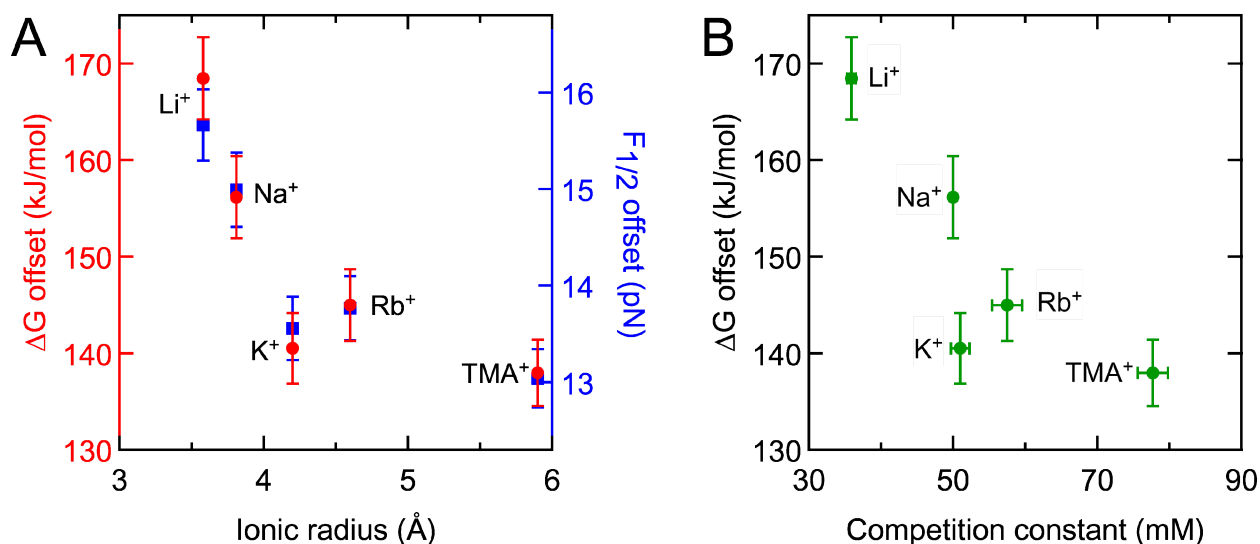 A
ΔG offset (kJ/mol)
170
160
150
140
130
3
4
5
6
Ionic radius (Å)
16
15
14
13
F1/2 offset (pN)
Li⁺
Na⁺
K⁺
Rb⁺
TMA⁺
B
ΔG offset (kJ/mol)
170
160
150
140
130
30
50
70
90
Competition constant (mM)
Li⁺
Na⁺
K⁺
Rb⁺
TMA⁺